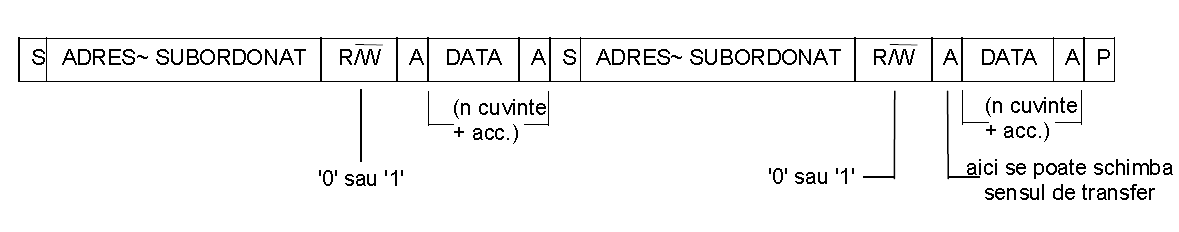 S ADRES~ SUBORDONAT R/W̅ A DATA A S ADRES~ SUBORDONAT R/W̅ A DATA A P
(n cuvinte
+ acc.)
(n cuvinte
+ acc.)
'0' sau '1'
'0' sau '1'
aici se poate schimba
sensul de transfer